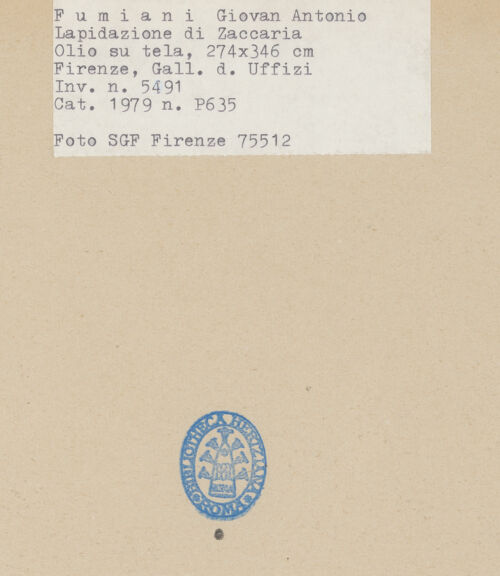 F u m i a n i  Giovan Antonio
Lapidazione di Zaccaria
Olio su tela, 274x346 cm
Firenze, Gall. d. Uffizi
Inv. n. 5491
Cat. 1979 n. P635
Foto SGF Firenze 75512
BIBLIOTHECA HERTZIANA
ROMA